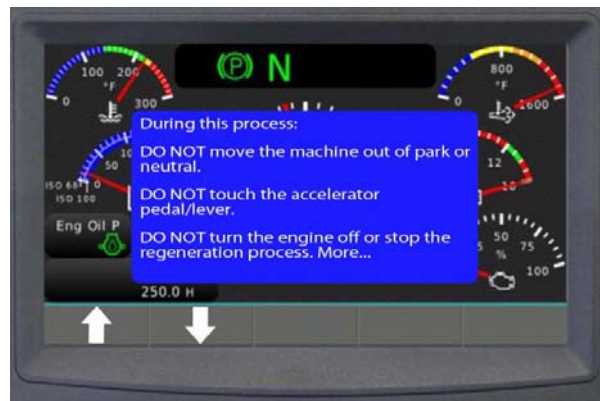 (P) N
100 200
°F
0 300
800
°F
0 1600
During this process:
DO NOT move the machine out of park or
neutral.
DO NOT touch the accelerator
pedal/lever.
DO NOT turn the engine off or stop the
regeneration process. More...
50
12
ISO 68
ISO 100
0
Eng Oil P
50
75
%
100
250.0 H